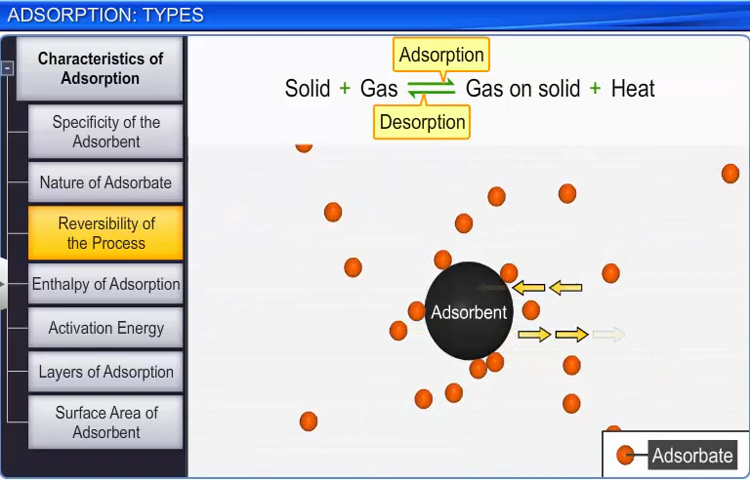 ADSORPTION: TYPES
Characteristics of
Adsorption
Specificity of the
Adsorbent
Nature of Adsorbate
Reversibility of
the Process
Enthalpy of Adsorption
Activation Energy
Layers of Adsorption
Surface Area of
Adsorbent
Adsorption
Solid + Gas ⇌ Gas on solid + Heat
Desorption
Adsorbent
Adsorbate